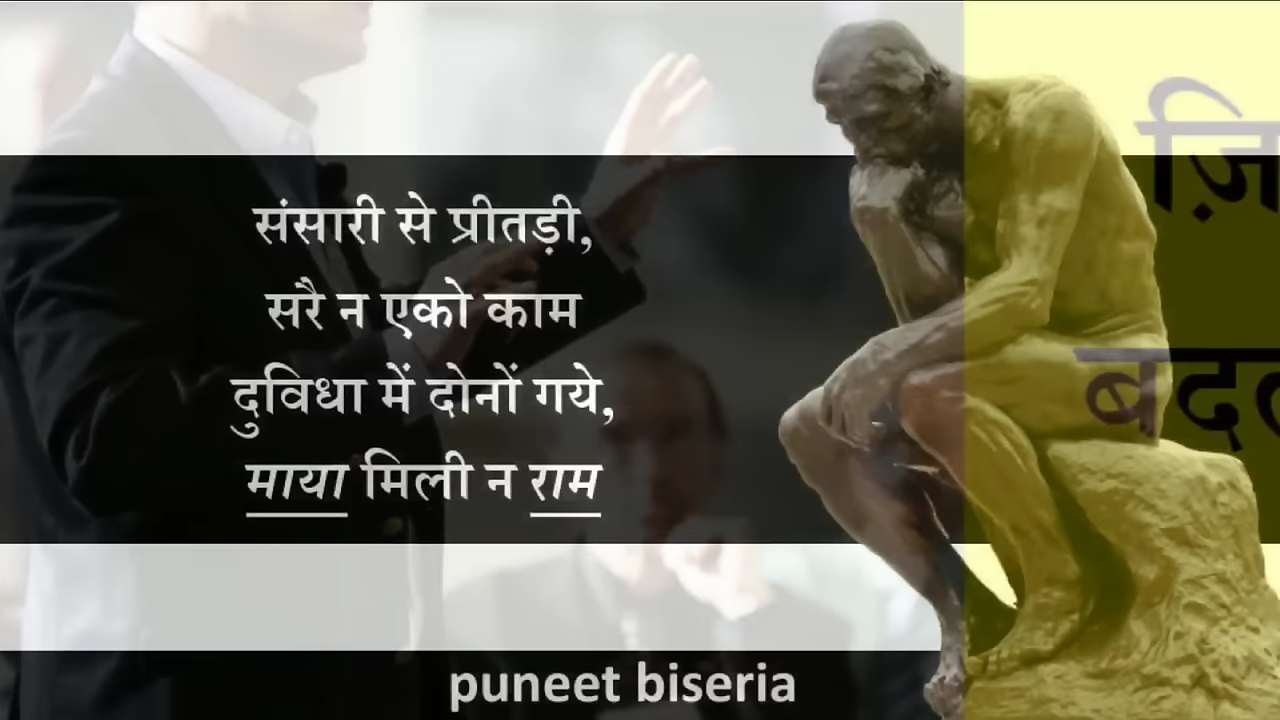 संसारी से प्रीतड़ी,
सरै न एको काम
दुविधा में दोनों गये,
माया मिली न राम
puneet biseria